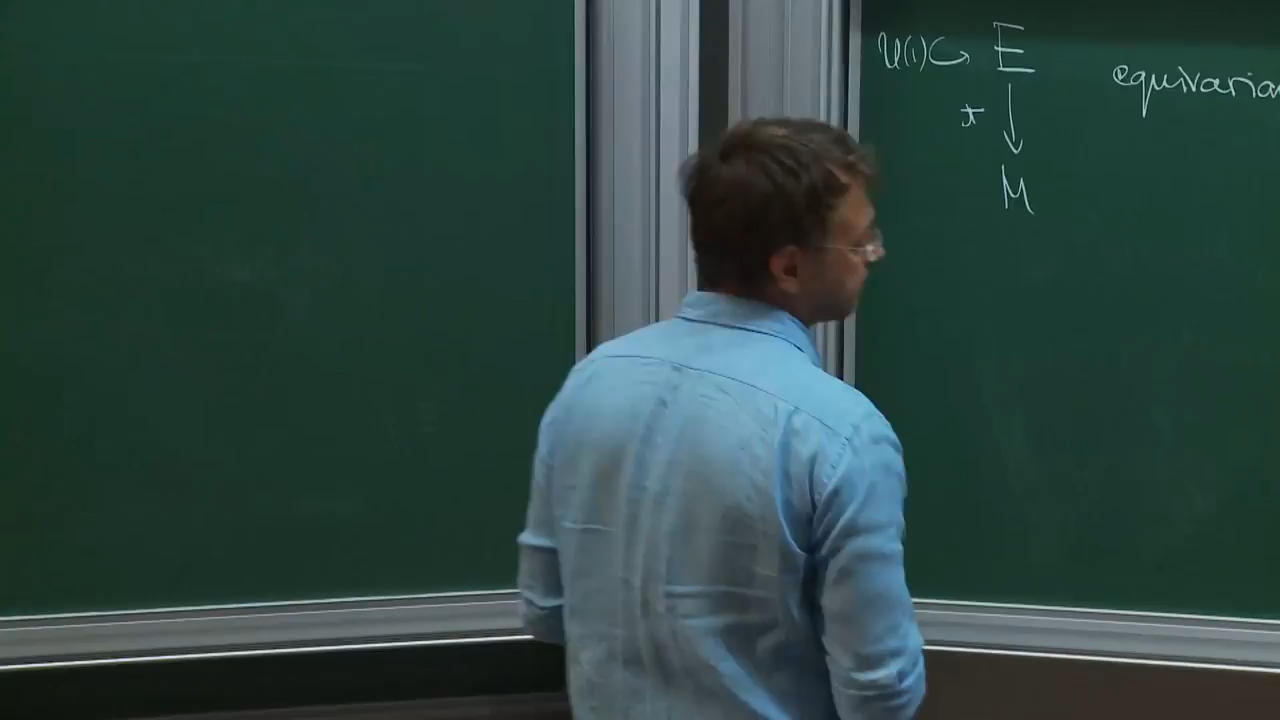 U(1) ↪ E equivarian
π ↓
M